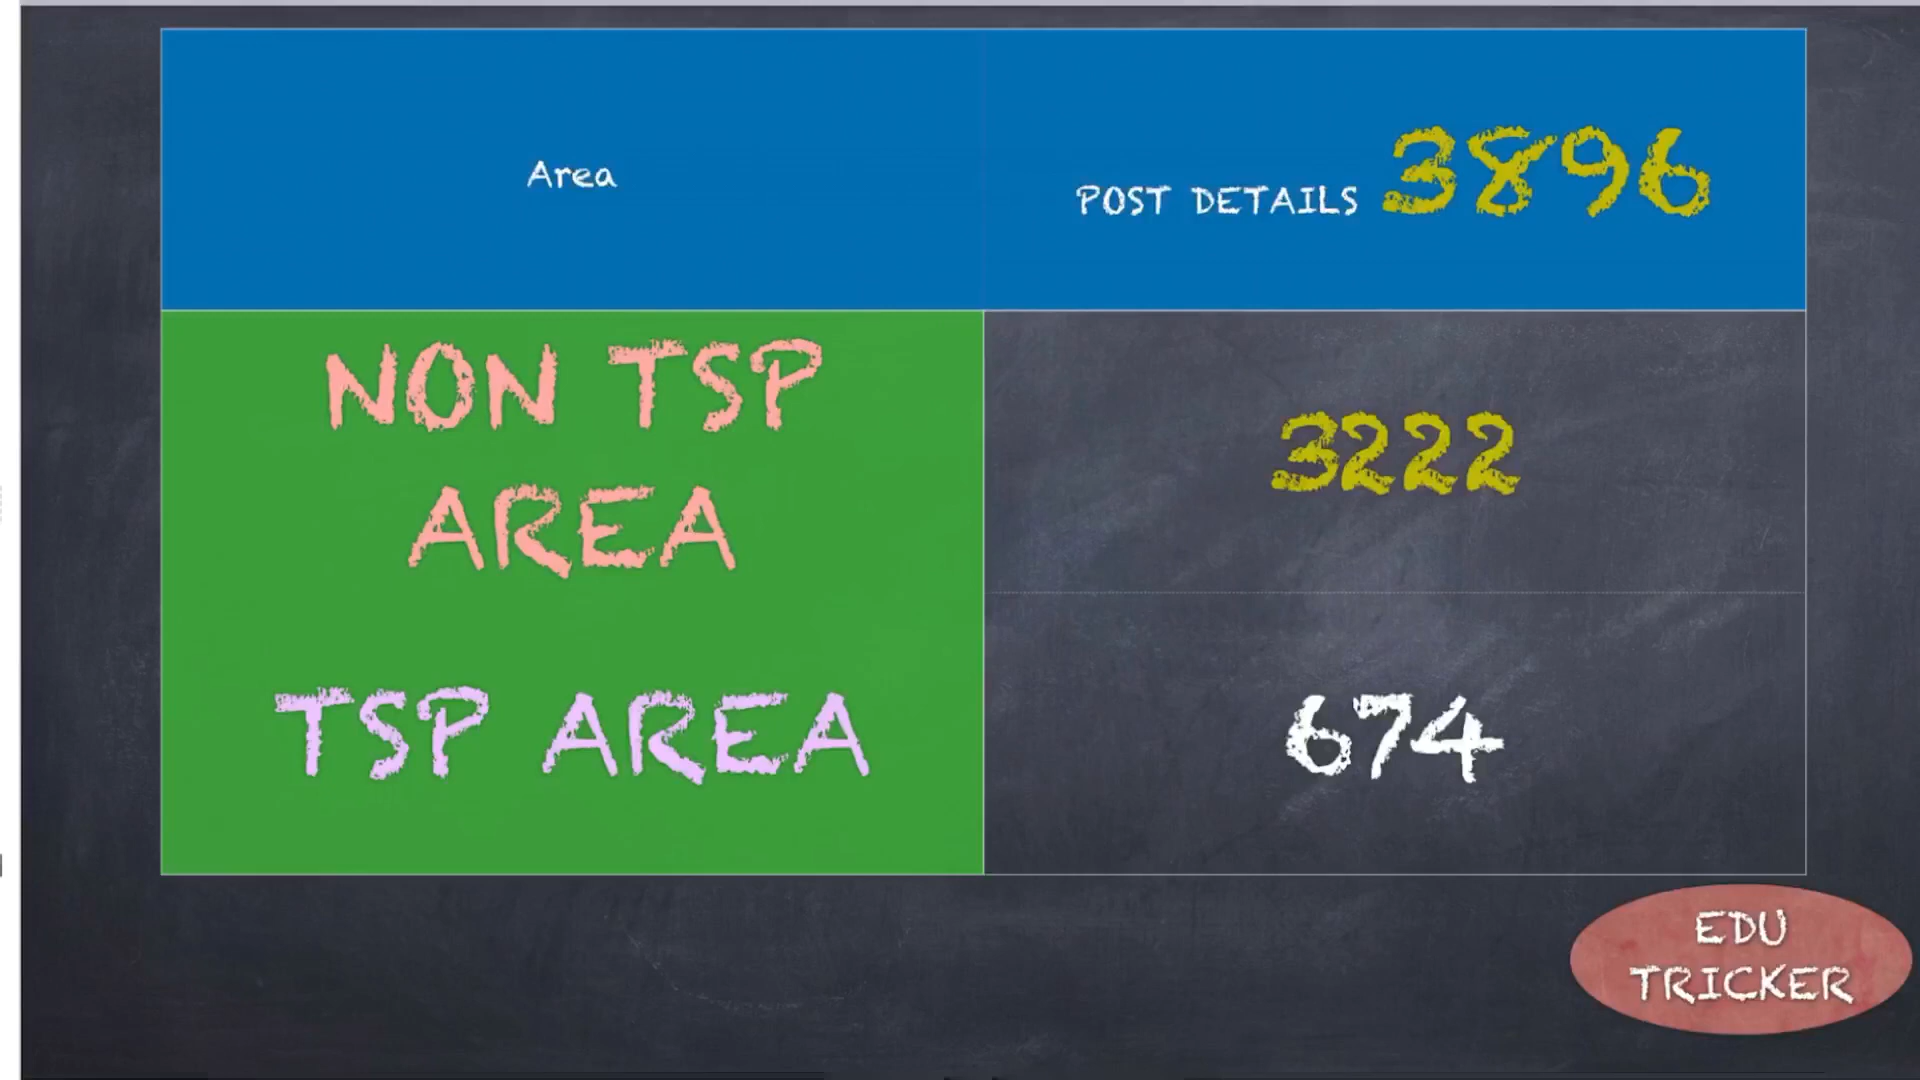 Area
POST DETAILS 3896
NON TSP
AREA
3222
TSP AREA
674
EDU
TRICKER